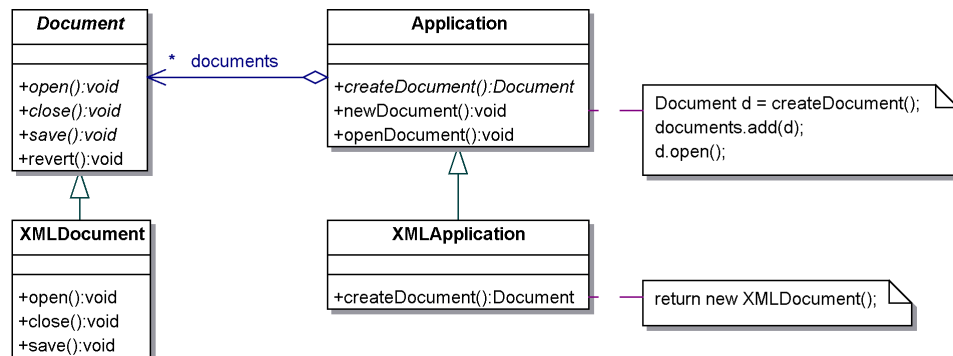 Document
+open():void
+close():void
+save():void
+revert():void
* documents
Application
+createDocument():Document
+newDocument():void
+openDocument():void
Document d = createDocument();
documents.add(d);
d.open();
XMLDocument
+open():void
+close():void
+save():void
XMLApplication
+createDocument():Document
return new XMLDocument();